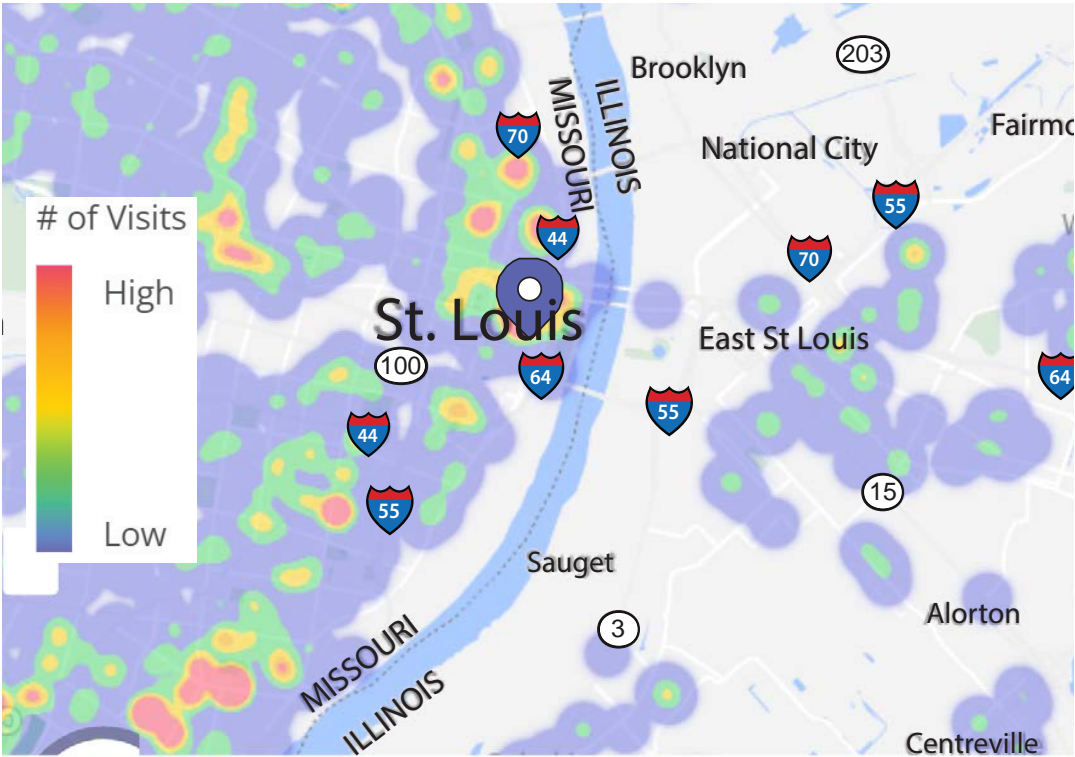 203
Brooklyn
MISSOURI
ILLINOIS
70
Fairmo
National City
55
# of Visits
High
Low
44
70
St. Louis
East St Louis
100
64
64
55
44
15
55
Sauget
Alorton
3
MISSOURI
ILLINOIS
Centreville